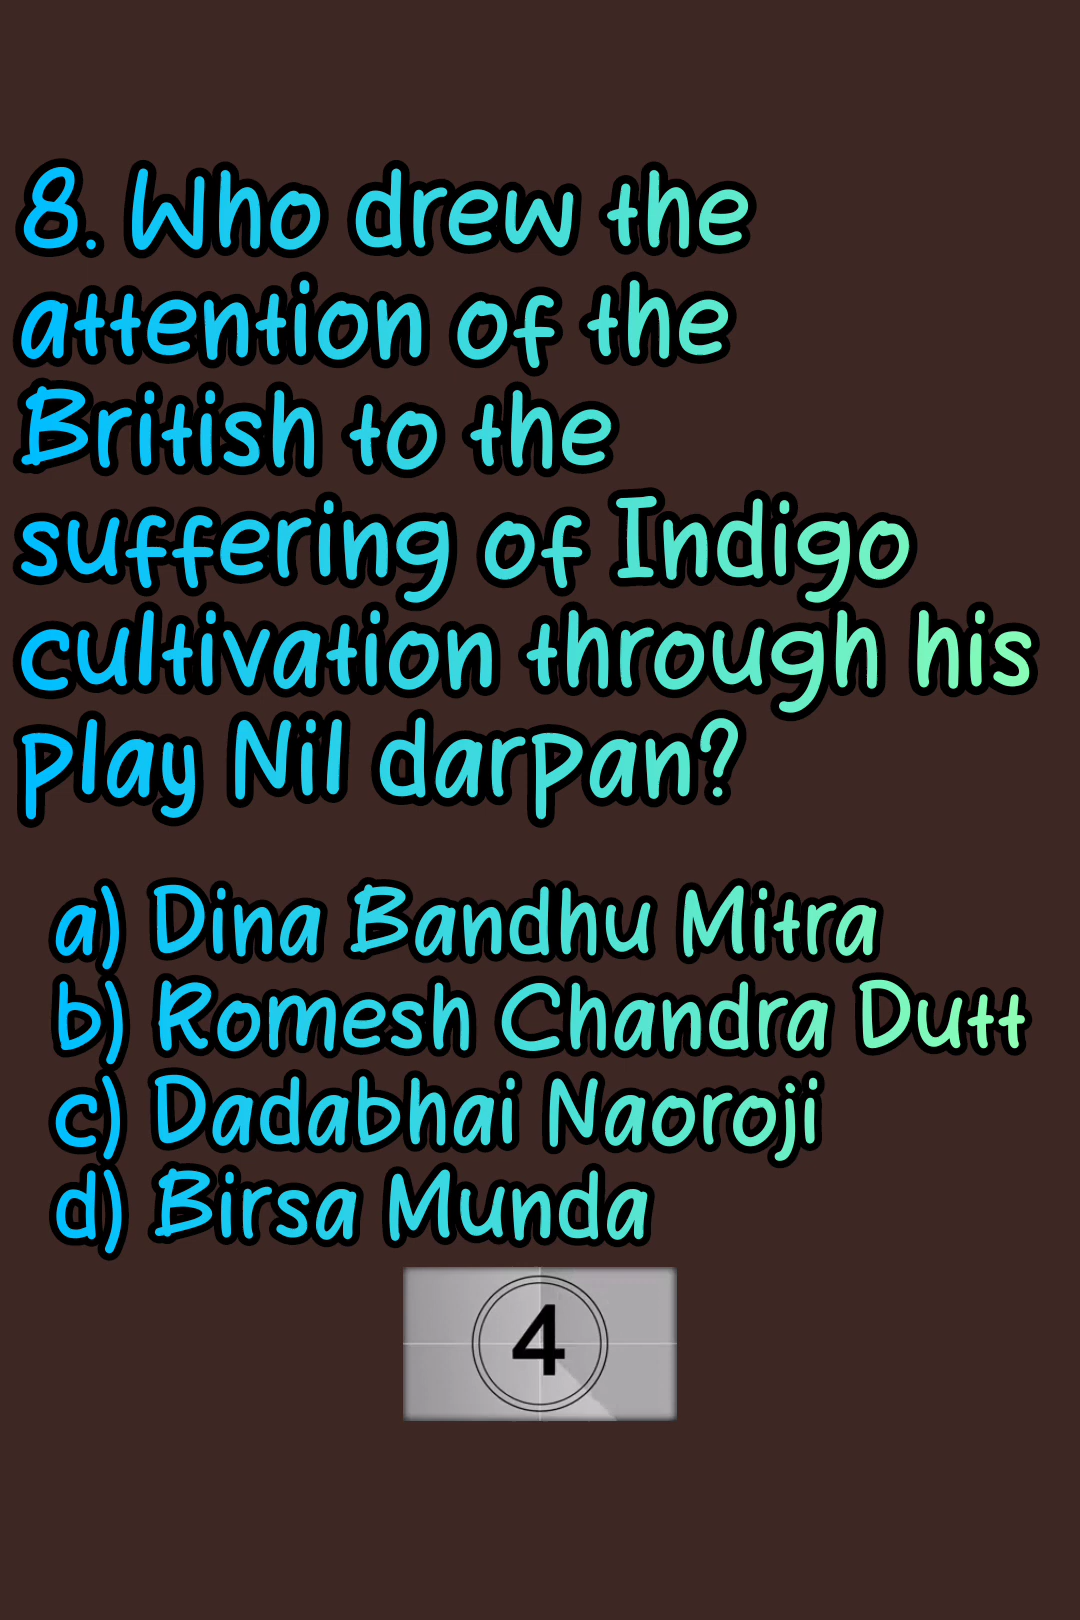 8. Who drew the
attention of the
British to the
suffering of Indigo
cultivation through his
play Nil darpan?
a) Dina Bandhu Mitra
b) Romesh Chandra Dutt
c) Dadabhai Naoroji
d) Birsa Munda
4